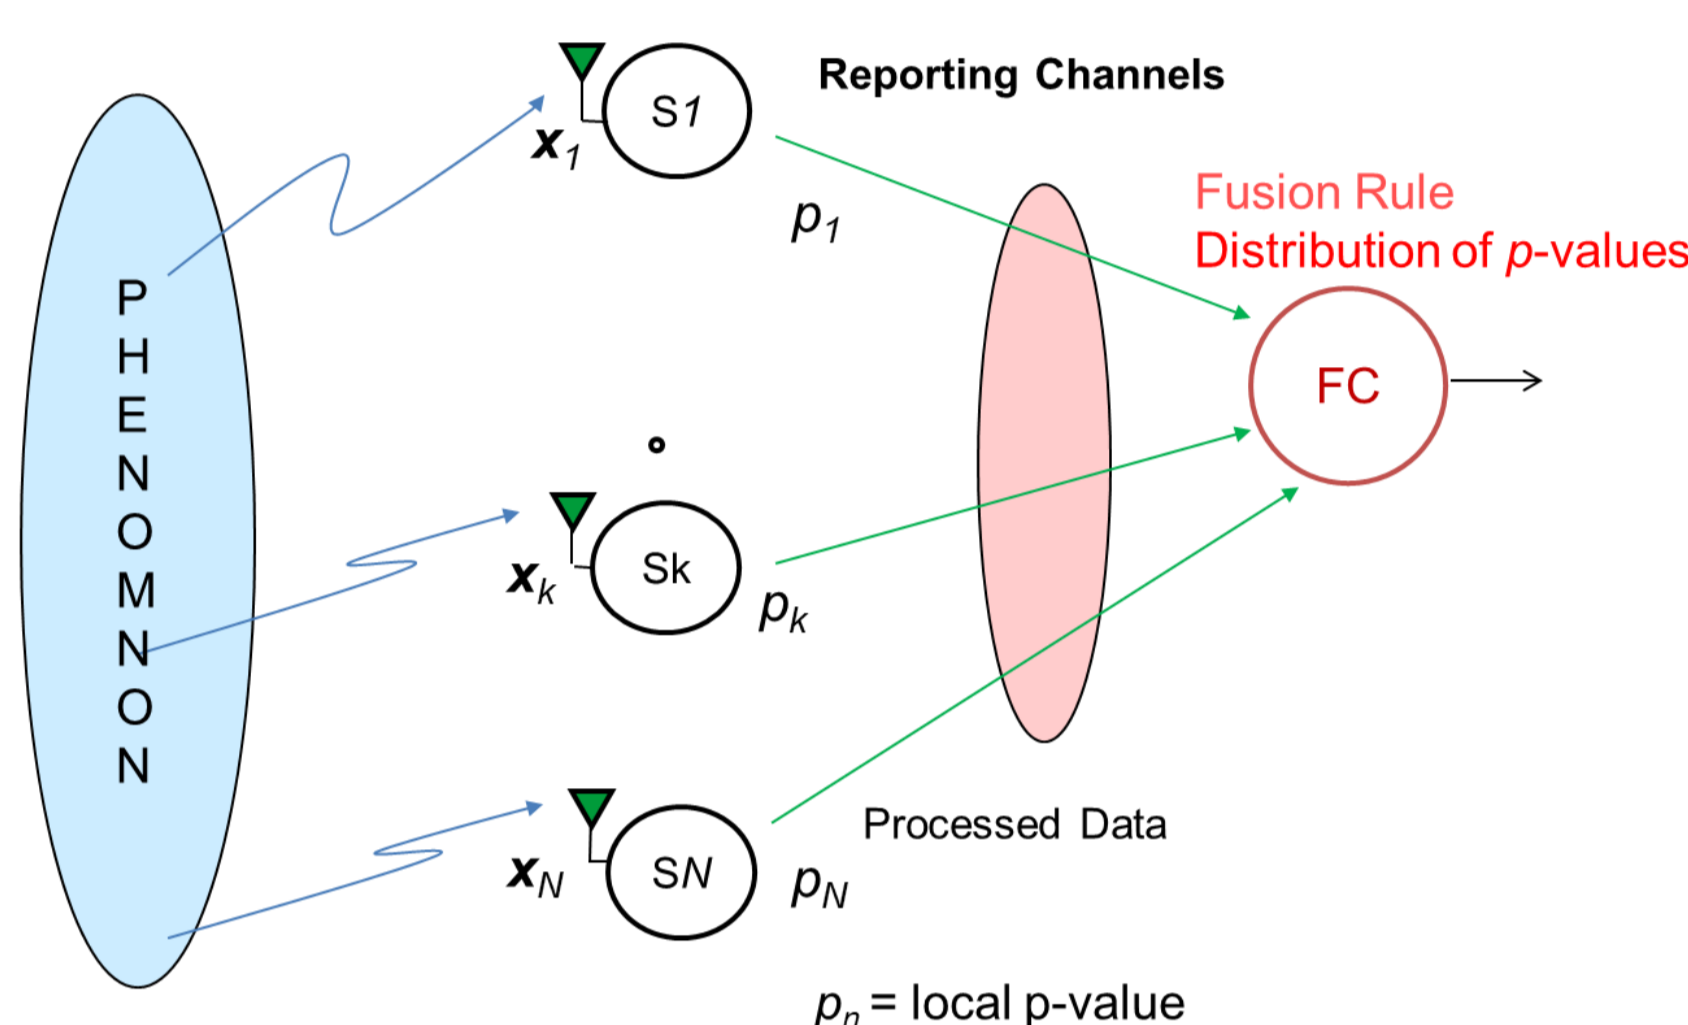 P
H
E
N
O
M
N
O
N
S1
x1
Reporting Channels
p1
Fusion Rule
Distribution of p-values
FC
Sk
xk
pk
SN
xN
pN
Processed Data
pn = local p-value